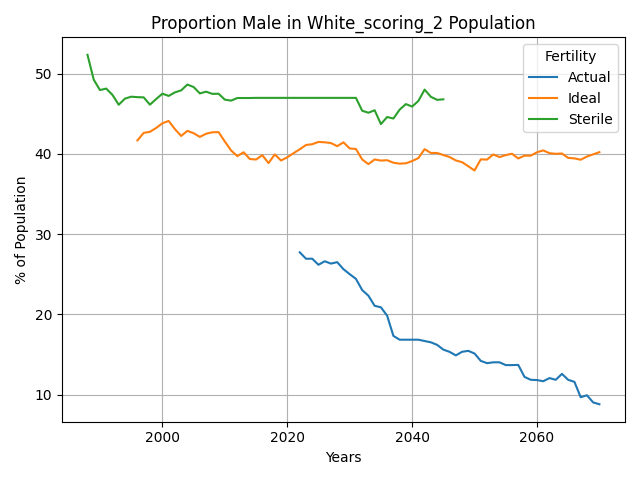 Proportion Male in White_scoring_2 Population
Fertility
Actual
Ideal
Sterile
% of Population
50
40
30
20
10
2000
2020
2040
2060
Years